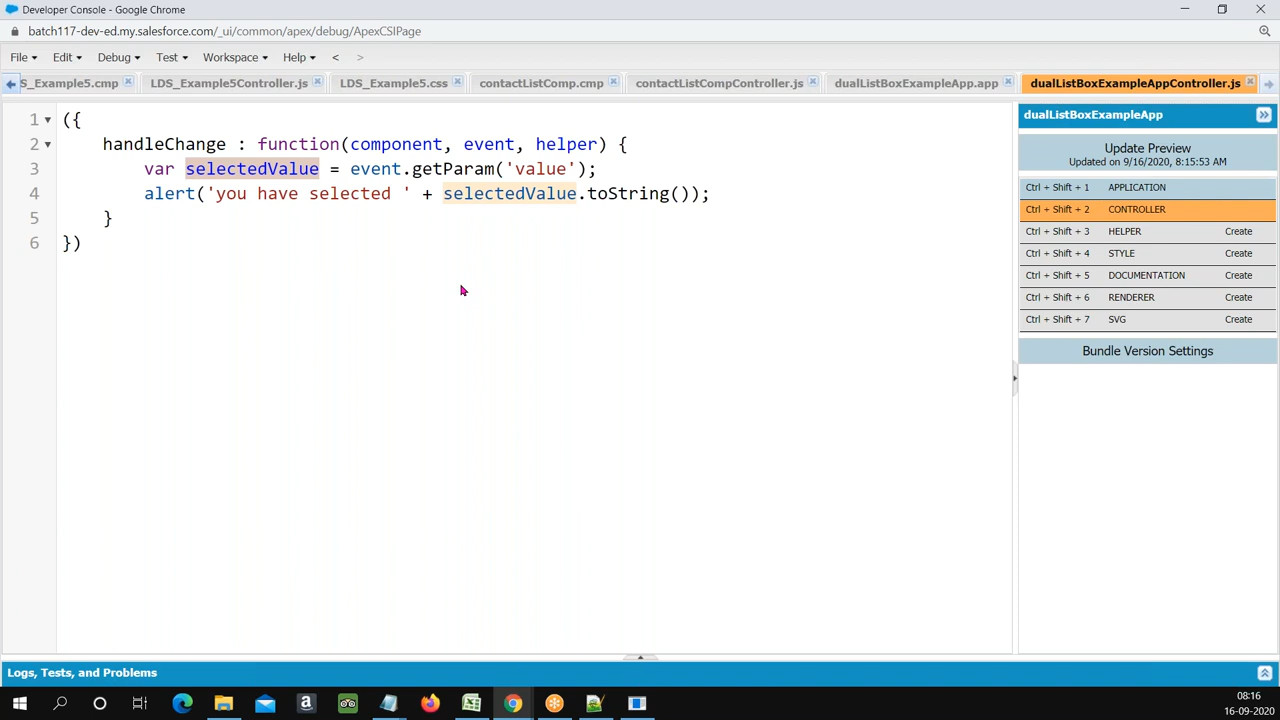 Developer Console - Google Chrome
batch117-dev-ed.my.salesforce.com/_ui/common/apex/debug/ApexCSIPage
File Edit Debug Test Workspace Help < >
S_Example5.cmp LDS_Example5Controller.js LDS_Example5.css contactListComp.cmp contactListCompController.js dualListBoxExampleApp.app dualListBoxExampleAppController.js
1 ({
2 handleChange : function(component, event, helper) {
3 var selectedValue = event.getParam('value');
4 alert('you have selected ' + selectedValue.toString());
5 }
6 })
dualListBoxExampleApp
Update Preview
Updated on 9/16/2020, 8:15:53 AM
Ctrl + Shift + 1 APPLICATION
Ctrl + Shift + 2 CONTROLLER
Ctrl + Shift + 3 HELPER Create
Ctrl + Shift + 4 STYLE Create
Ctrl + Shift + 5 DOCUMENTATION Create
Ctrl + Shift + 6 RENDERER Create
Ctrl + Shift + 7 SVG Create
Bundle Version Settings
Logs, Tests, and Problems
08:16
16-09-2020